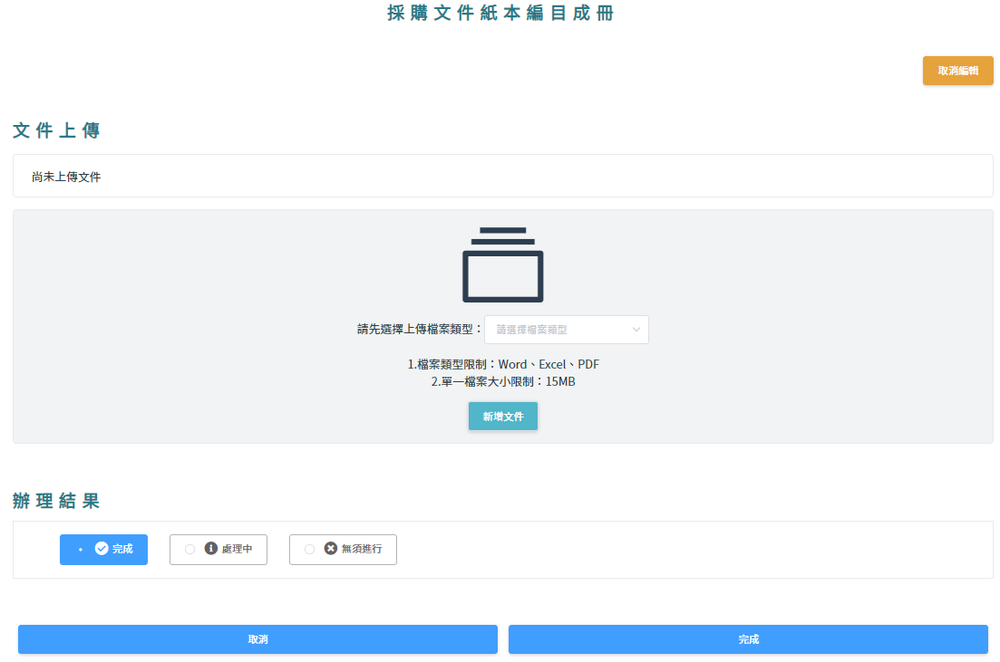 採購文件紙本編目成冊
取消編輯
文件上傳
尚未上傳文件
請先選擇上傳檔案類型：
請選擇檔案類型
1.檔案類型限制：Word、Excel、PDF
2.單一檔案大小限制：15MB
新增文件
辦理結果
完成
處理中
無須進行
取消
完成